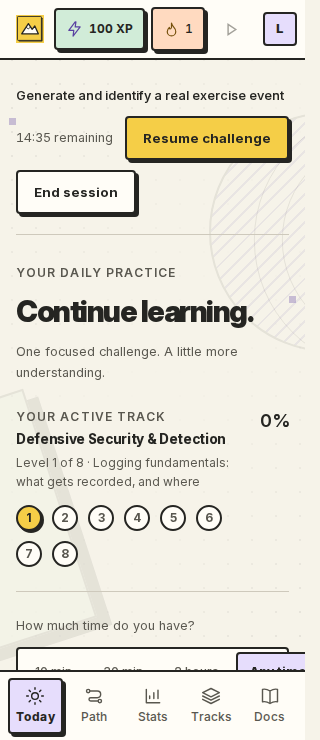 100 XP
1
L
Generate and identify a real exercise event
14:35 remaining
Resume challenge
End session
YOUR DAILY PRACTICE
Continue learning.
One focused challenge. A little more
understanding.
YOUR ACTIVE TRACK
0%
Defensive Security & Detection
Level 1 of 8 · Logging fundamentals:
what gets recorded, and where
1 2 3 4 5 6
7 8
How much time do you have?
Today Path Stats Tracks Docs